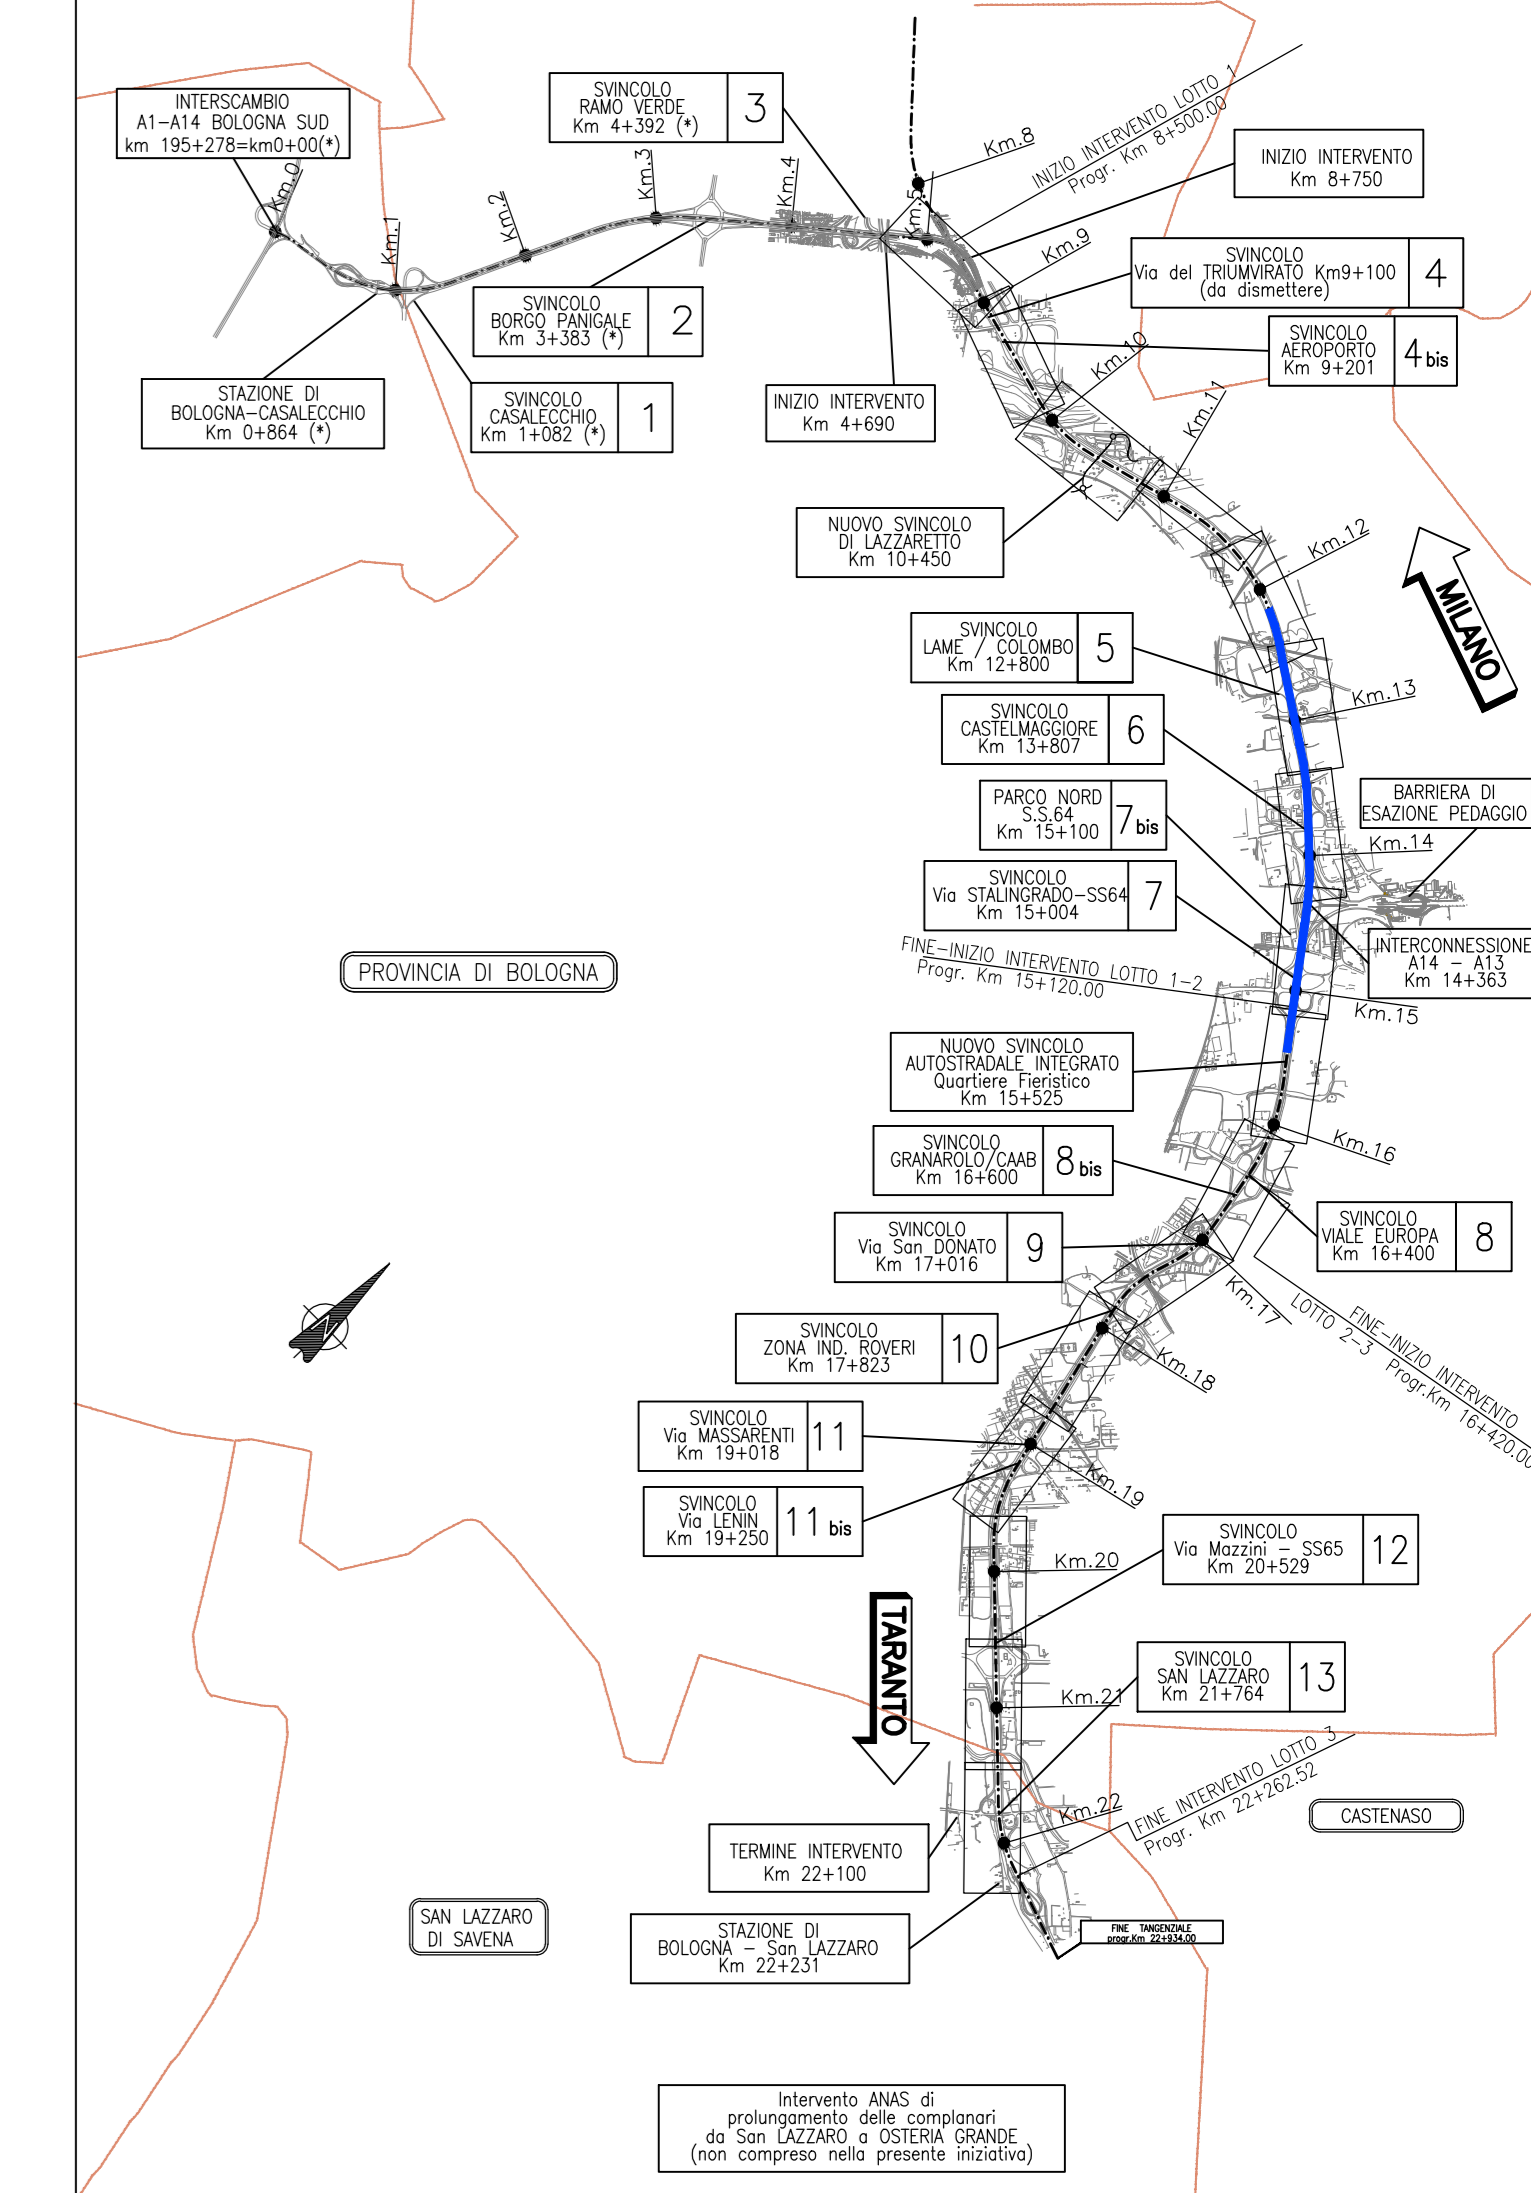 INTERSCAMBIO
A1-A14 BOLOGNA SUD
km 195+278=km0+00(*)
SVINCOLO
RAMO VERDE
Km 4+392 (*)
3
Km.0
Km.1
Km.2
Km.3
Km.4
Km.5
Km.8
INIZIO INTERVENTO LOTTO 1
Progr. Km 8+500.00
INIZIO INTERVENTO
Km 8+750
Km.9
SVINCOLO
Via del TRIUMVIRATO Km9+100
(da dismettere)
4
SVINCOLO
BORGO PANIGALE
Km 3+383 (*)
2
SVINCOLO
AEROPORTO
Km 9+201
4 bis
STAZIONE DI
BOLOGNA-CASALECCHIO
Km 0+864 (*)
SVINCOLO
CASALECCHIO
Km 1+082 (*)
1
INIZIO INTERVENTO
Km 4+690
Km.10
Km.11
NUOVO SVINCOLO
DI LAZZARETTO
Km 10+450
Km.12
MILANO
SVINCOLO
LAME / COLOMBO
Km 12+800
5
Km.13
SVINCOLO
CASTELMAGGIORE
Km 13+807
6
PARCO NORD
S.S.64
Km 15+100
7 bis
BARRIERA DI
ESAZIONE PEDAGGIO
Km.14
SVINCOLO
Via STALINGRADO-SS64
Km 15+004
7
FINE-INIZIO INTERVENTO LOTTO 1-2
Progr. Km 15+120.00
INTERCONNESSIONE
A14 - A13
Km 14+363
Km.15
PROVINCIA DI BOLOGNA
NUOVO SVINCOLO
AUTOSTRADALE INTEGRATO
Quartiere Fieristico
Km 15+525
Km.16
SVINCOLO
GRANAROLO/CAAB
Km 16+600
8 bis
SVINCOLO
VIALE EUROPA
Km 16+400
8
SVINCOLO
Via San DONATO
Km 17+016
9
Km.17
FINE-INIZIO INTERVENTO
LOTTO 2-3 Progr.Km 16+420.00
SVINCOLO
ZONA IND. ROVERI
Km 17+823
10
Km.18
SVINCOLO
Via MASSARENTI
Km 19+018
11
Km.19
SVINCOLO
Via LENIN
Km 19+250
11 bis
SVINCOLO
Via Mazzini - SS65
Km 20+529
12
Km.20
TARANTO
SVINCOLO
SAN LAZZARO
Km 21+764
13
Km.21
FINE INTERVENTO LOTTO 3
Progr. Km 22+262.52
Km.22
CASTENASO
TERMINE INTERVENTO
Km 22+100
SAN LAZZARO
DI SAVENA
STAZIONE DI
BOLOGNA - San LAZZARO
Km 22+231
FINE TANGENZIALE
progr.Km 22+934.00
Intervento ANAS di
prolungamento delle complanari
da San LAZZARO a OSTERIA GRANDE
(non compreso nella presente iniziativa)